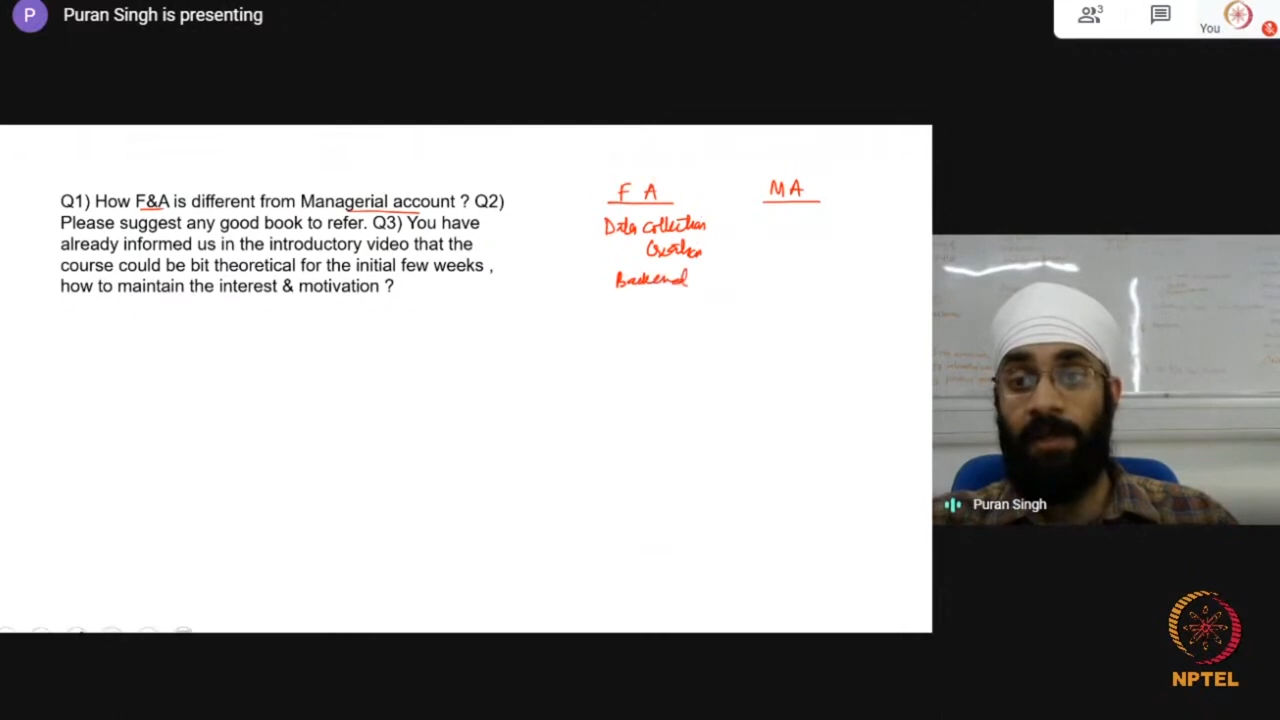 P Puran Singh is presenting
3
You
Q1) How F&A is different from Managerial account ? Q2)
Please suggest any good book to refer. Q3) You have
already informed us in the introductory video that the
course could be bit theoretical for the initial few weeks ,
how to maintain the interest & motivation ?
F A
Data Collection
Backend
MA
Puran Singh
NPTEL